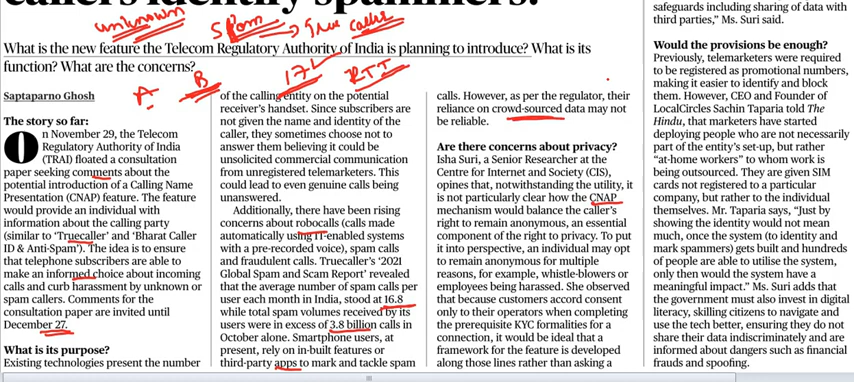 callers identify spammers?
unknown
Spam → True caller
What is the new feature the Telecom Regulatory Authority of India is planning to introduce? What is its
function? What are the concerns?
A
B
17
RTI
Saptaparno Ghosh
The story so far:
On November 29, the Telecom
Regulatory Authority of India
(TRAI) floated a consultation
paper seeking comments about the
potential introduction of a Calling Name
Presentation (CNAP) feature. The feature
would provide an individual with
information about the calling party
(similar to ‘Truecaller’ and ‘Bharat Caller
ID & Anti-Spam’). The idea is to ensure
that telephone subscribers are able to
make an informed choice about incoming
calls and curb harassment by unknown or
spam callers. Comments for the
consultation paper are invited until
December 27.
What is its purpose?
Existing technologies present the number
of the calling entity on the potential
receiver's handset. Since subscribers are
not given the name and identity of the
caller, they sometimes choose not to
answer them believing it could be
unsolicited commercial communication
from unregistered telemarketers. This
could lead to even genuine calls being
unanswered.
Additionally, there have been rising
concerns about robocalls (calls made
automatically using IT-enabled systems
with a pre-recorded voice), spam calls
and fraudulent calls. Truecaller's ‘2021
Global Spam and Scam Report’ revealed
that the average number of spam calls per
user each month in India, stood at 16.8
while total spam volumes received by its
users were in excess of 3.8 billion calls in
October alone. Smartphone users, at
present, rely on in-built features or
third-party apps to mark and tackle spam
calls. However, as per the regulator, their
reliance on crowd-sourced data may not
be reliable.
Are there concerns about privacy?
Isha Suri, a Senior Researcher at the
Centre for Internet and Society (CIS),
opines that, notwithstanding the utility, it
is not particularly clear how the CNAP
mechanism would balance the caller's
right to remain anonymous, an essential
component of the right to privacy. To put
it into perspective, an individual may opt
to remain anonymous for multiple
reasons, for example, whistle-blowers or
employees being harassed. She observed
that because customers accord consent
only to their operators when completing
the prerequisite KYC formalities for a
connection, it would be ideal that a
framework for the feature is developed
along those lines rather than asking a
safeguards including sharing of data with
third parties,” Ms. Suri said.
Would the provisions be enough?
Previously, telemarketers were required
to be registered as promotional numbers,
making it easier to identify and block
them. However, CEO and Founder of
LocalCircles Sachin Taparia told The
Hindu, that marketers have started
deploying people who are not necessarily
part of the entity's set-up, but rather
“at-home workers” to whom work is
being outsourced. They are given SIM
cards not registered to a particular
company, but rather to the individual
themselves. Mr. Taparia says, “Just by
showing the identity would not mean
much, once the system (to identity and
mark spammers) gets built and hundred
of people are able to utilise the system,
only then would the system have a
meaningful impact.” Ms. Suri adds that
the government must also invest in digital
literacy, skilling citizens to navigate and
use the tech better, ensuring they do not
share their data indiscriminately and are
informed about dangers such as financial
frauds and spoofing.